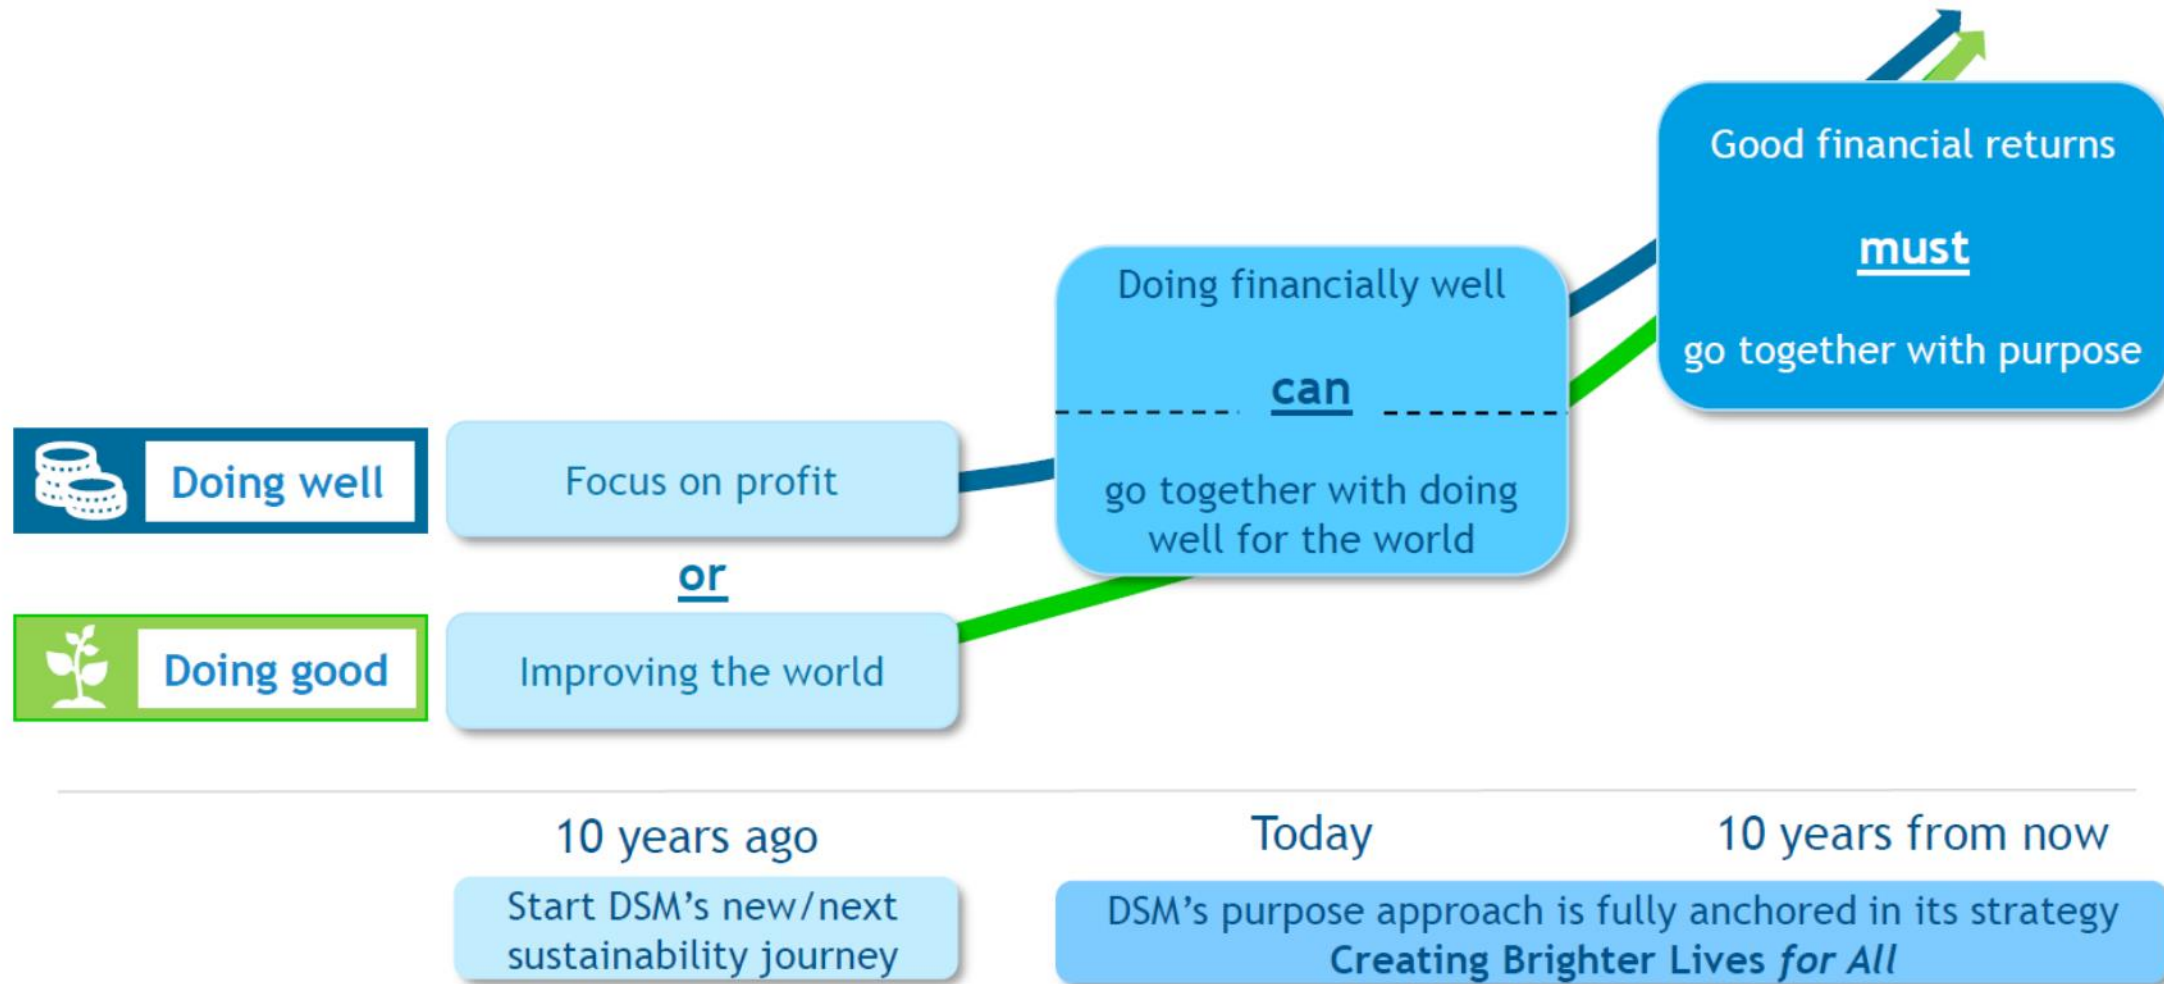 Good financial returns
must
go together with purpose
Doing financially well
can
go together with doing
well for the world
Doing well
Focus on profit
or
Doing good
Improving the world
10 years ago
Today
10 years from now
Start DSM’s new/next
sustainability journey
DSM’s purpose approach is fully anchored in its strategy
Creating Brighter Lives for All